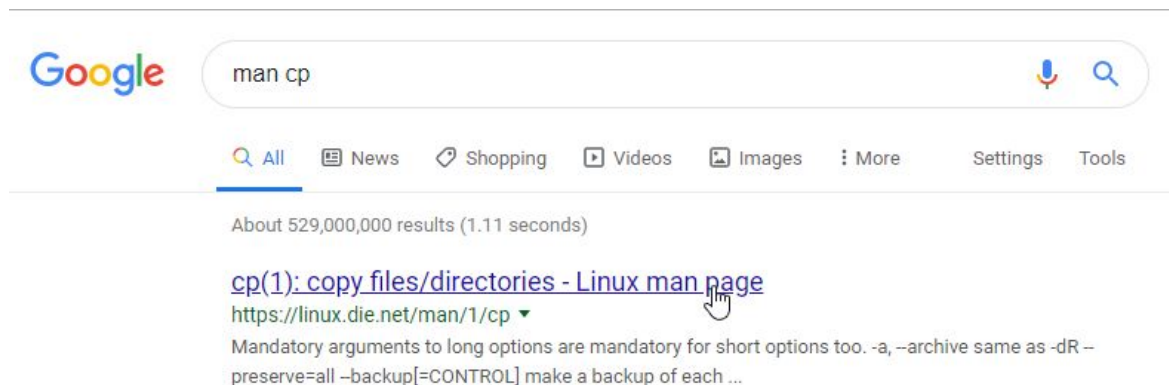 Google
man cp
All News Shopping Videos Images More Settings Tools
About 529,000,000 results (1.11 seconds)
cp(1): copy files/directories - Linux man page
https://linux.die.net/man/1/cp
Mandatory arguments to long options are mandatory for short options too. -a, --archive same as -dR --
preserve=all --backup[=CONTROL] make a backup of each ...